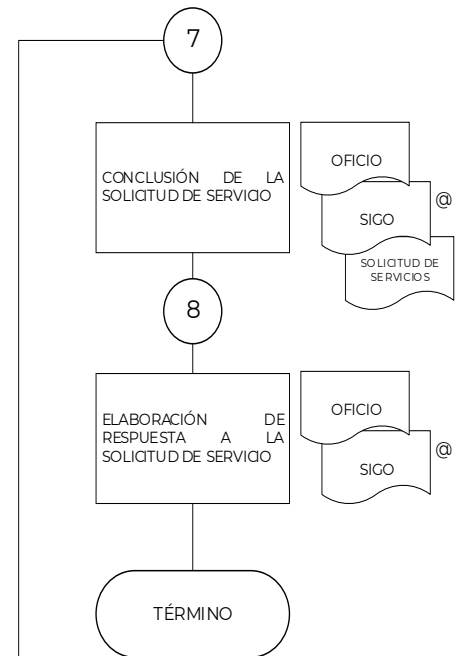 7
CONCLUSIÓN DE LA
SOLICITUD DE SERVICIO
OFICIO
SIGO
@
SOLICITUD DE
SERVICIOS
8
ELABORACIÓN DE
RESPUESTA A LA
SOLICITUD DE SERVICIO
OFICIO
SIGO
@
TÉRMINO